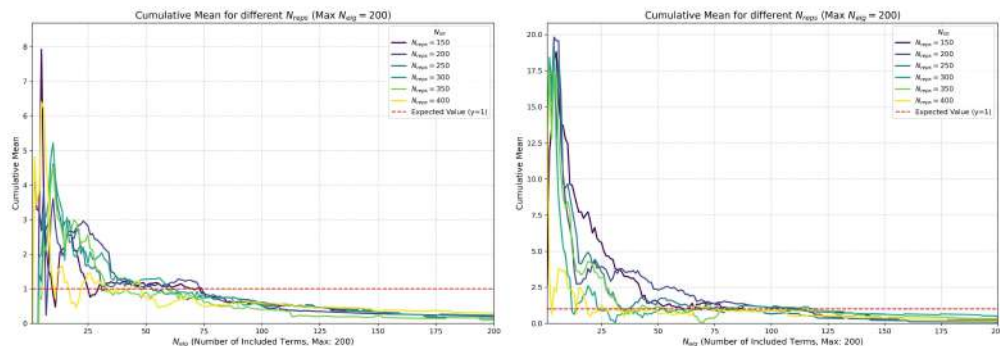 Cumulative Mean for different N_reps (Max N_eig = 200)
Cumulative Mean
8
7
6
5
4
3
2
1
0
25
50
75
100
125
150
175
200
N_eig (Number of Included Terms, Max: 200)
N_reps = 150
N_reps = 200
N_reps = 250
N_reps = 300
N_reps = 350
N_reps = 400
Expected Value (y=1)
Cumulative Mean for different N_reps (Max N_eig = 200)
Cumulative Mean
20.0
17.5
15.0
12.5
10.0
7.5
5.0
2.5
0.0
25
50
75
100
125
150
175
200
N_eig (Number of Included Terms, Max: 200)
N_reps = 150
N_reps = 200
N_reps = 250
N_reps = 300
N_reps = 350
N_reps = 400
Expected Value (y=1)